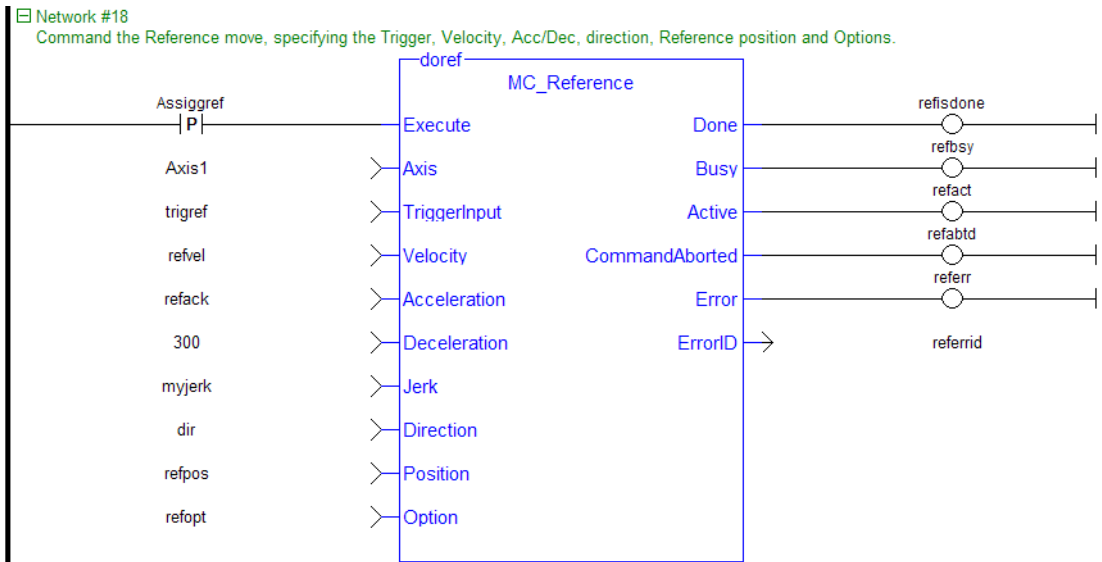 Network #18
Command the Reference move, specifying the Trigger, Velocity, Acc/Dec, direction, Reference position and Options.
doref
MC_Reference
Assiggref
P
Execute
Done
refisdone
Axis1
Axis
Busy
refbsy
trigref
TriggerInput
Active
refact
refvel
Velocity
CommandAborted
refabtd
refack
Acceleration
Error
referr
300
Deceleration
ErrorID
referrid
myjerk
Jerk
dir
Direction
refpos
Position
refopt
Option